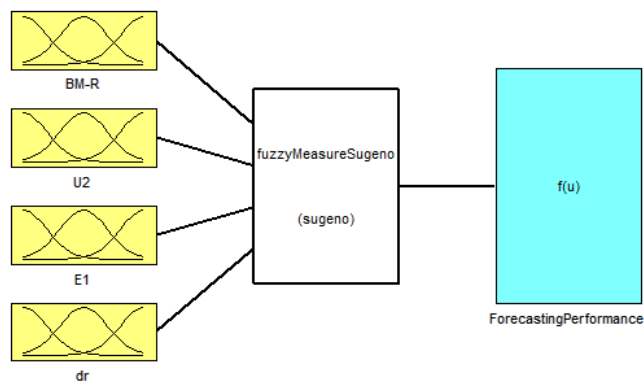 BM-R
U2
E1
dr
fuzzyMeasureSugeno
(sugeno)
f(u)
ForecastingPerformance